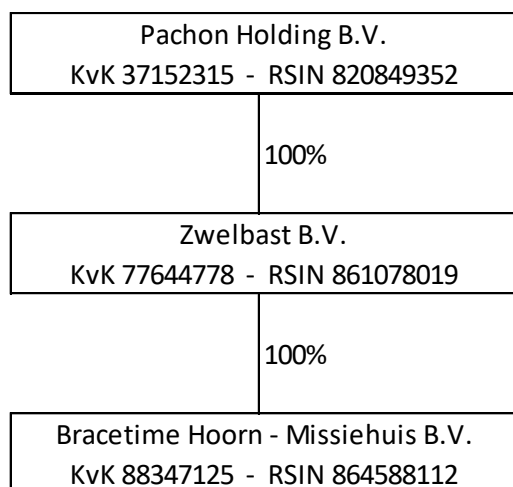 Pachon Holding B.V.
KvK 37152315 - RSIN 820849352
100%
Zwelbast B.V.
KvK 77644778 - RSIN 861078019
100%
Bracetime Hoorn - Missiehuis B.V.
KvK 88347125 - RSIN 864588112